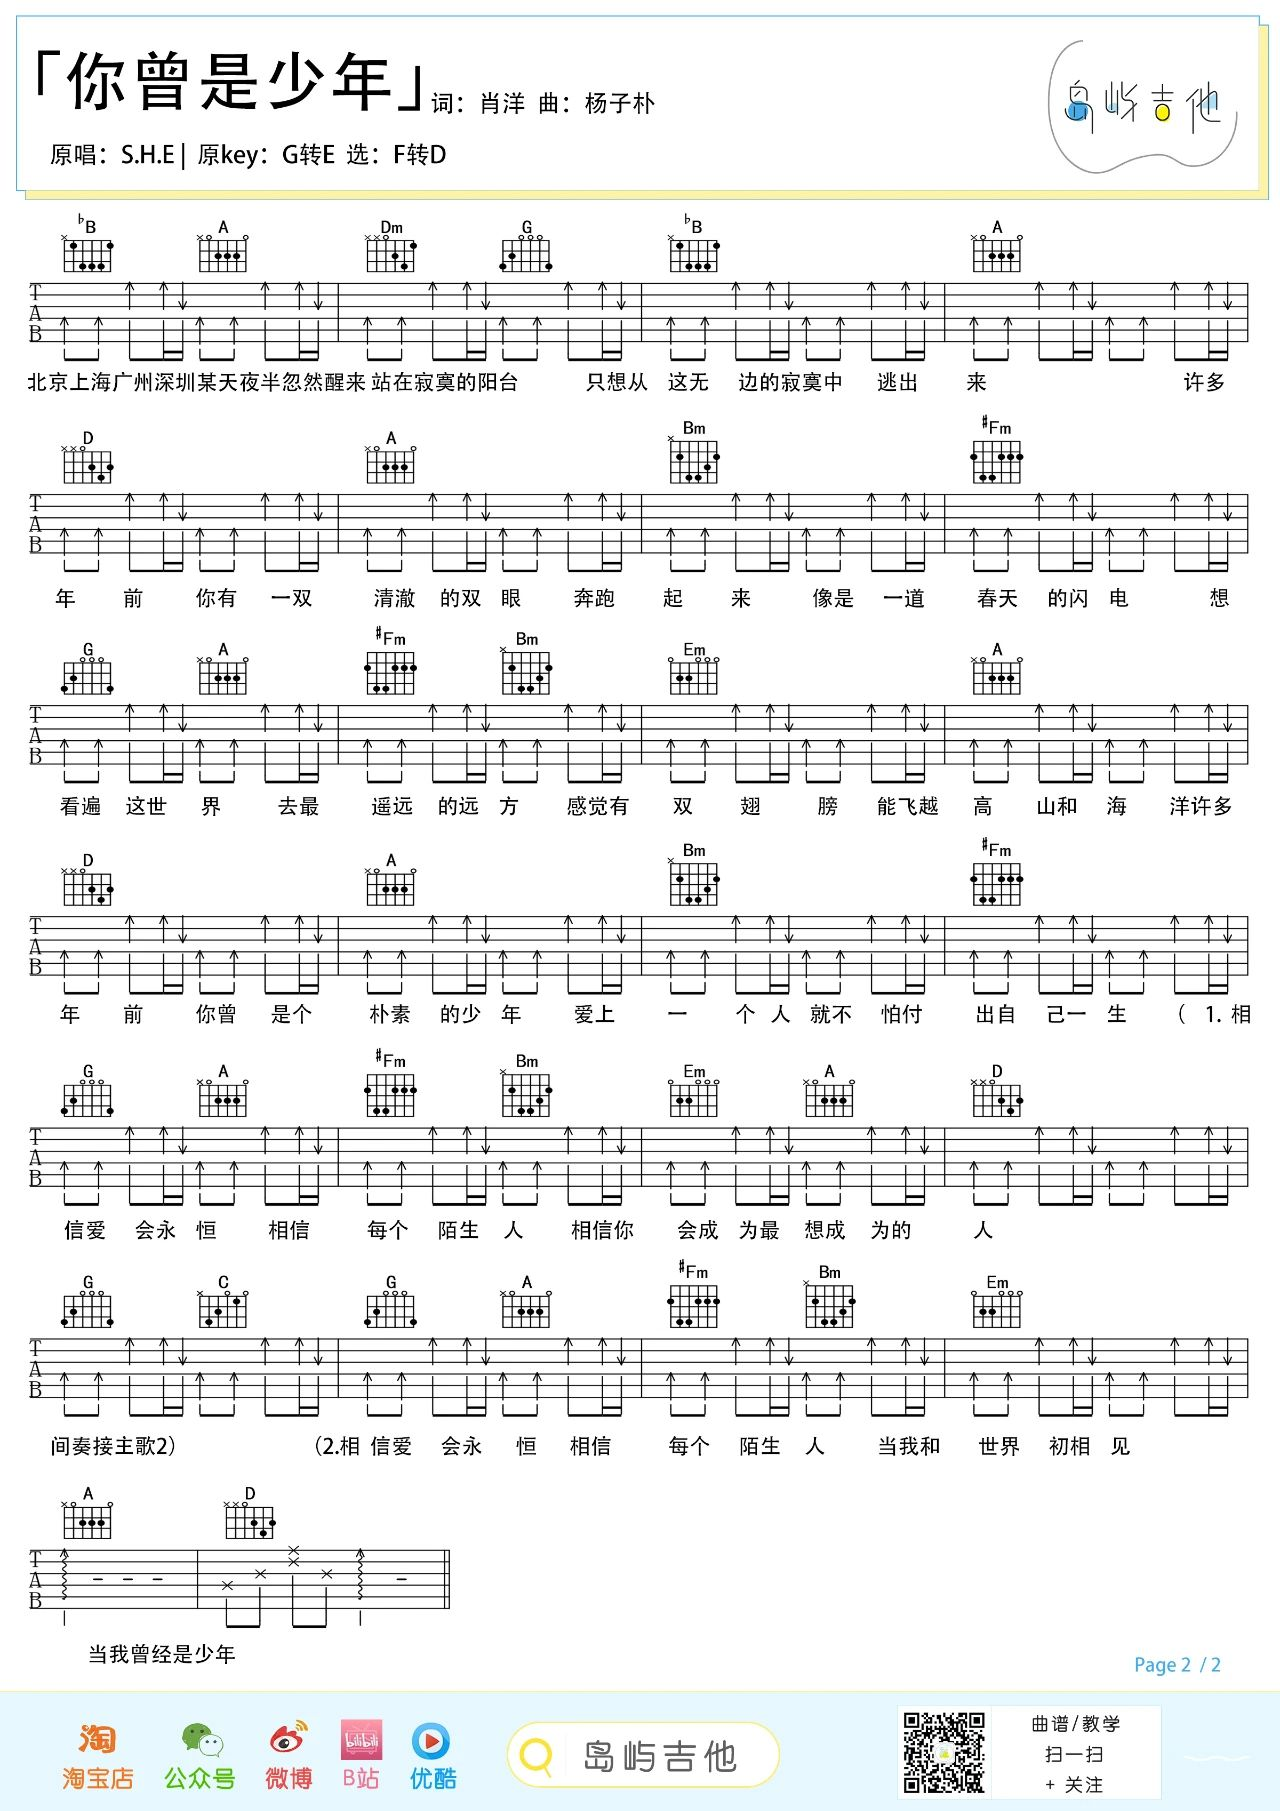 「你曾是少年」词：肖洋 曲：杨子朴
岛屿吉他
原唱：S.H.E | 原key：G转E 选：F转D
♭B A Dm G ♭B A
T A B
北京上海广州深圳某天夜半忽然醒来 站在寂寞的阳台 只想从 这无 边的寂寞中 逃出 来 许多
D A Bm #Fm
T A B
年 前 你有 一双 清澈 的双 眼 奔跑 起 来 像是 一道 春天 的闪 电 想
G A #Fm Bm Em A
T A B
看遍 这世 界 去最 遥远 的远 方 感觉有 双 翅 膀 能飞越 高 山和 海 洋许多
D A Bm #Fm
T A B
年 前 你曾 是个 朴素 的少 年 爱上 一 个 人 就不 怕付 出自 己一 生 （ 1. 相
G A #Fm Bm Em A D
T A B
信爱 会永 恒 相信 每个 陌生 人 相信你 会成 为最 想成 为的 人
G C G A #Fm Bm Em
T A B
间奏接主歌2） （2.相 信爱 会永 恒 相信 每个 陌生 人 当我和 世界 初相 见
A D
T A B
当我曾经是少年
Page 2 / 2
淘
淘宝店 公众号 微博 B站 优酷
bilibili
岛屿吉他
曲谱/教学
扫一扫
+ 关注